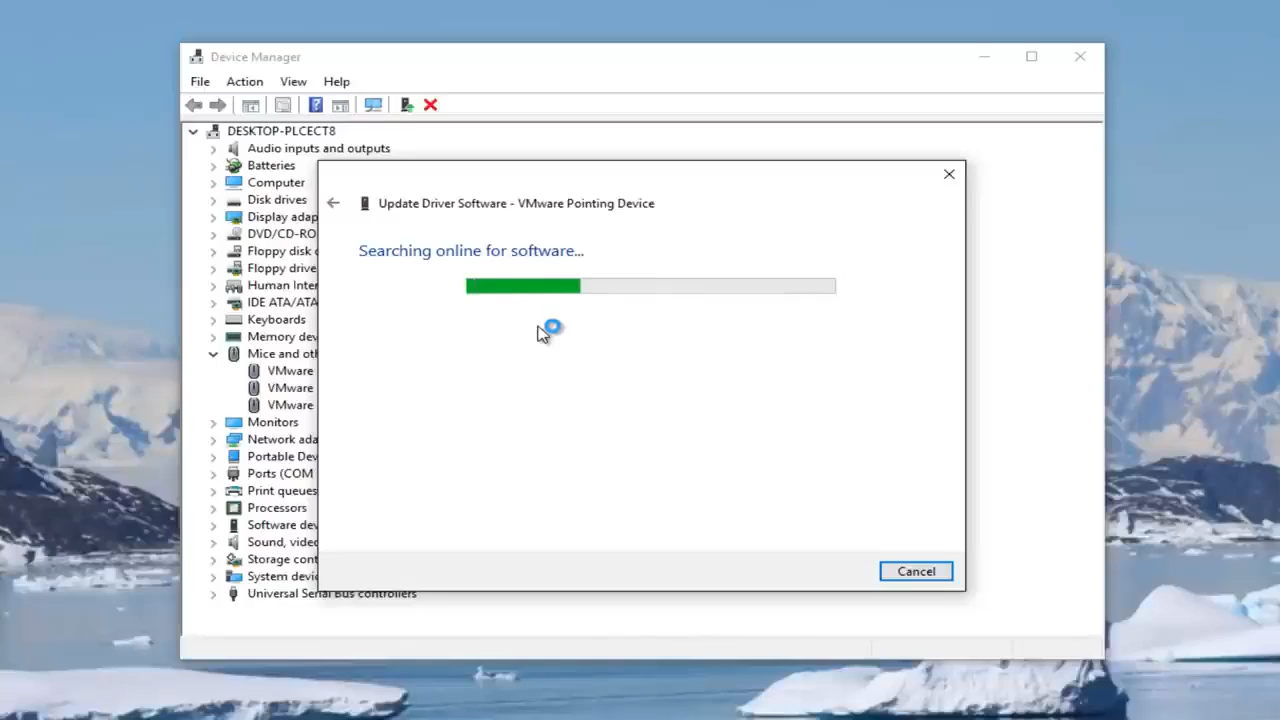 Device Manager
File Action View Help
DESKTOP-PLCECT8
Audio inputs and outputs
Batteries
Computer
Disk drives
Display adap
DVD/CD-RO
Floppy disk c
Floppy drive
Human Inter
IDE ATA/ATA
Keyboards
Memory dev
Mice and oth
VMware
VMware
VMware
Monitors
Network ada
Portable Dev
Ports (COM
Print queues
Processors
Software dev
Sound, video
Storage cont
System devic
Universal Serial Bus controllers
Update Driver Software - VMware Pointing Device
Searching online for software...
Cancel